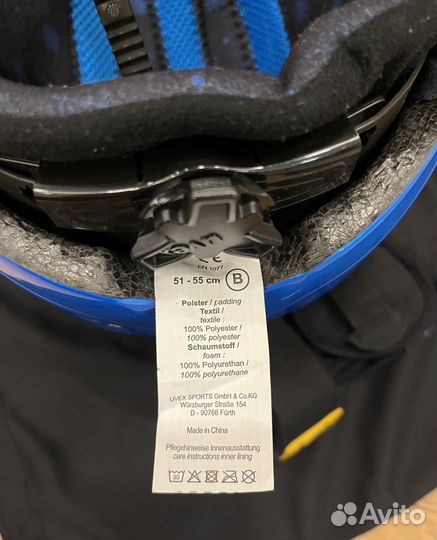 EN 1077
51 - 55 cm B
Polster / padding
Textil /
textile :
100% Polyester /
100% polyester
Schaumstoff /
foam :
100% Polyurethan /
100% polyurethane
UVEX SPORTS GmbH & Co.KG
Würzburger Straße 154
D - 90766 Fürth
Made in China
Pflegehinweise Innenausstattung
care instructions inner lining
30
Avito